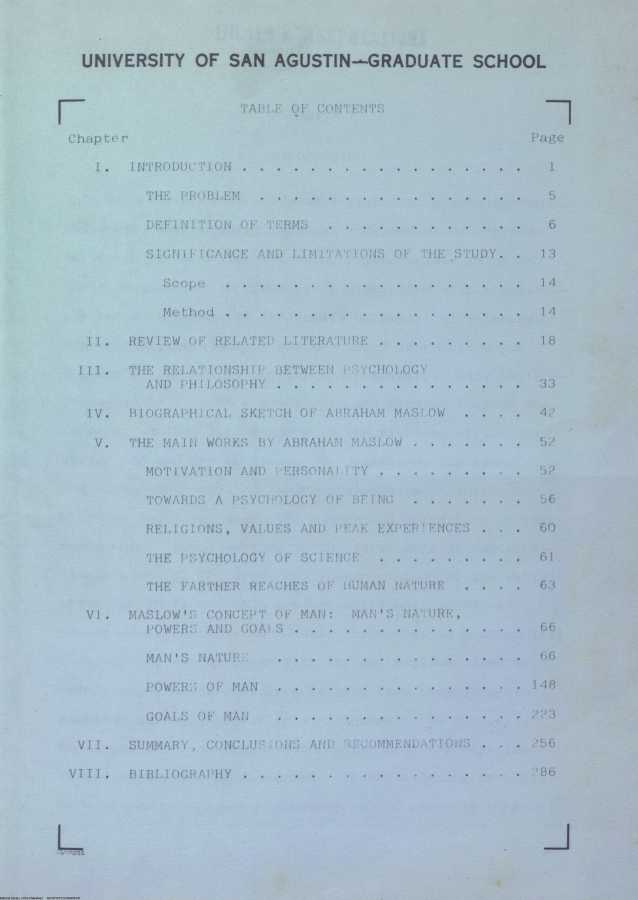 UNIVERSITY OF SAN AGUSTIN—GRADUATE SCHOOL
TABLE OF CONTENTS
Chapter Page
I. INTRODUCTION . . . . . . . . . . . . . . . . . 1
THE PROBLEM . . . . . . . . . . . . . . . . 5
DEFINITION OF TERMS . . . . . . . . . . . . 6
SIGNIFICANCE AND LIMITATIONS OF THE STUDY. . 13
Scope . . . . . . . . . . . . . . . . . . 14
Method . . . . . . . . . . . . . . . . . . 14
II. REVIEW OF RELATED LITERATURE . . . . . . . . . 18
III. THE RELATIONSHIP BETWEEN PSYCHOLOGY
AND PHILOSOPHY . . . . . . . . . . . . . . . 33
IV. BIOGRAPHICAL SKETCH OF ABRAHAM MASLOW . . . . 42
V. THE MAIN WORKS BY ABRAHAM MASLOW . . . . . . . 52
MOTIVATION AND PERSONALITY . . . . . . . . . 52
TOWARDS A PSYCHOLOGY OF BEING . . . . . . . 56
RELIGIONS, VALUES AND PEAK EXPERIENCES . . . 60
THE PSYCHOLOGY OF SCIENCE . . . . . . . . . 61
THE FARTHER REACHES OF HUMAN NATURE . . . . 63
VI. MASLOW'S CONCEPT OF MAN: MAN'S NATURE,
POWERS AND GOALS . . . . . . . . . . . . . . 66
MAN'S NATURE . . . . . . . . . . . . . . . 66
POWERS OF MAN . . . . . . . . . . . . . . . 148
GOALS OF MAN . . . . . . . . . . . . . . . 223
VII. SUMMARY, CONCLUSIONS AND RECOMMENDATIONS . . . 256
VIII. BIBLIOGRAPHY . . . . . . . . . . . . . . . . . 286